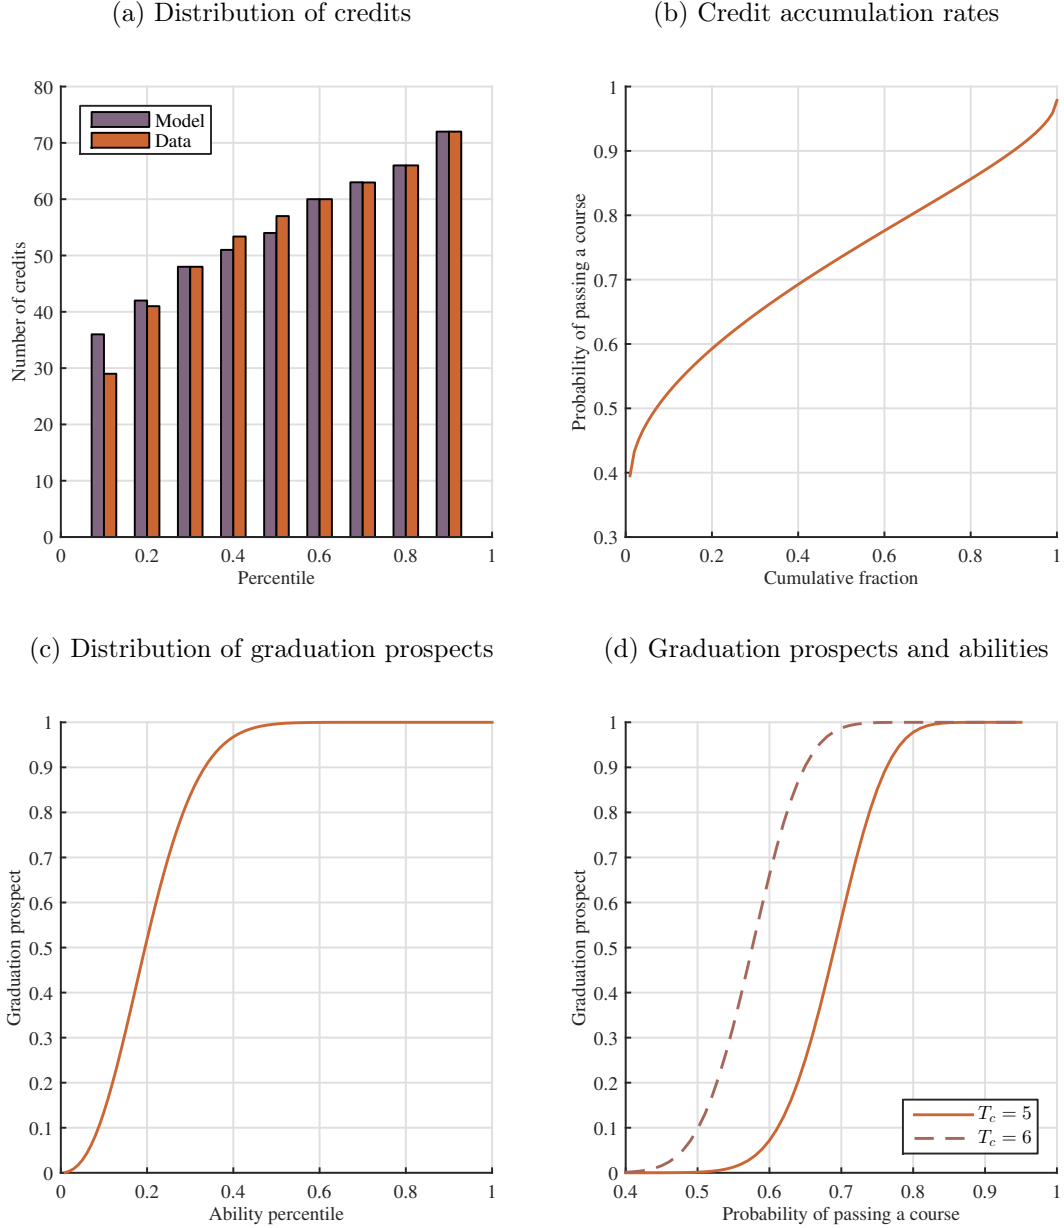 (a) Distribution of credits
80
70
60
50
40
30
20
10
0
Number of credits
Model
Data
0 0.2 0.4 0.6 0.8 1
Percentile
(b) Credit accumulation rates
1
0.9
0.8
0.7
0.6
0.5
0.4
0.3
Probability of passing a course
0 0.2 0.4 0.6 0.8 1
Cumulative fraction
(c) Distribution of graduation prospects
1
0.9
0.8
0.7
0.6
0.5
0.4
0.3
0.2
0.1
0
Graduation prospect
0 0.2 0.4 0.6 0.8 1
Ability percentile
(d) Graduation prospects and abilities
1
0.9
0.8
0.7
0.6
0.5
0.4
0.3
0.2
0.1
0
Graduation prospect
T_c = 5
T_c = 6
0.4 0.5 0.6 0.7 0.8 0.9 1
Probability of passing a course